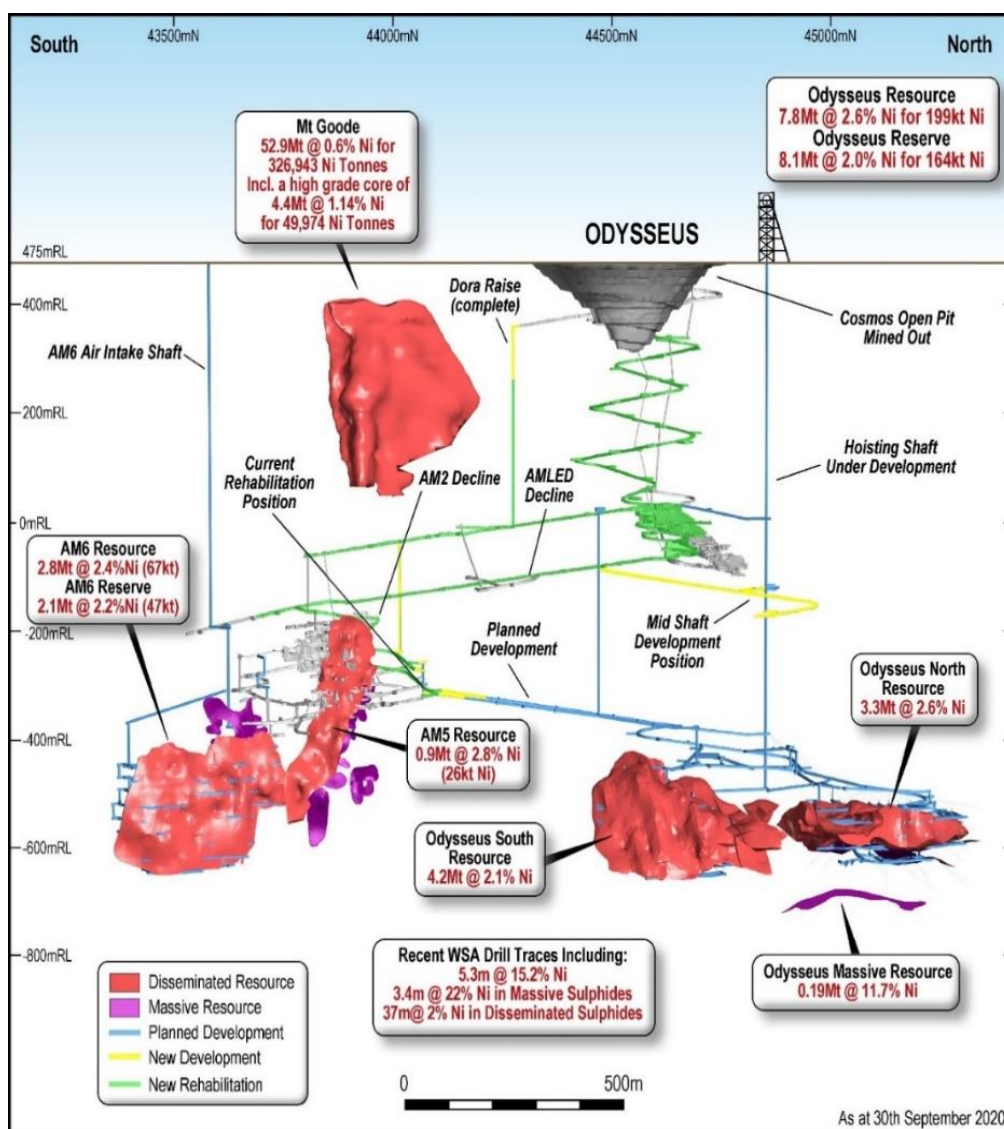 43500mN
44000mN
44500mN
45000mN
South
North
Mt Goode
52.9Mt @ 0.6% Ni for
326,943 Ni Tonnes
Incl. a high grade core of
4.4Mt @ 1.14% Ni
for 49,974 Ni Tonnes
Odysseus Resource
7.8Mt @ 2.6% Ni for 199kt Ni
Odysseus Reserve
8.1Mt @ 2.0% Ni for 164kt Ni
ODYSSEUS
475mRL
400mRL
200mRL
0mRL
-200mRL
-400mRL
-600mRL
-800mRL
Dora Raise
(complete)
Cosmos Open Pit
Mined Out
AM6 Air Intake Shaft
Current
Rehabilitation
Position
AM2 Decline
AMLED
Decline
Hoisting Shaft
Under Development
AM6 Resource
2.8Mt @ 2.4%Ni (67kt)
AM6 Reserve
2.1Mt @ 2.2%Ni (47kt)
Planned
Development
Mid Shaft
Development
Position
Odysseus North
Resource
3.3Mt @ 2.6% Ni
AM5 Resource
0.9Mt @ 2.8% Ni
(26kt Ni)
Odysseus South
Resource
4.2Mt @ 2.1% Ni
Recent WSA Drill Traces Including:
5.3m @ 15.2% Ni
3.4m @ 22% Ni in Massive Sulphides
37m@ 2% Ni in Disseminated Sulphides
Odysseus Massive Resource
0.19Mt @ 11.7% Ni
Disseminated Resource
Massive Resource
Planned Development
New Development
New Rehabilitation
0
500m
As at 30th September 2020